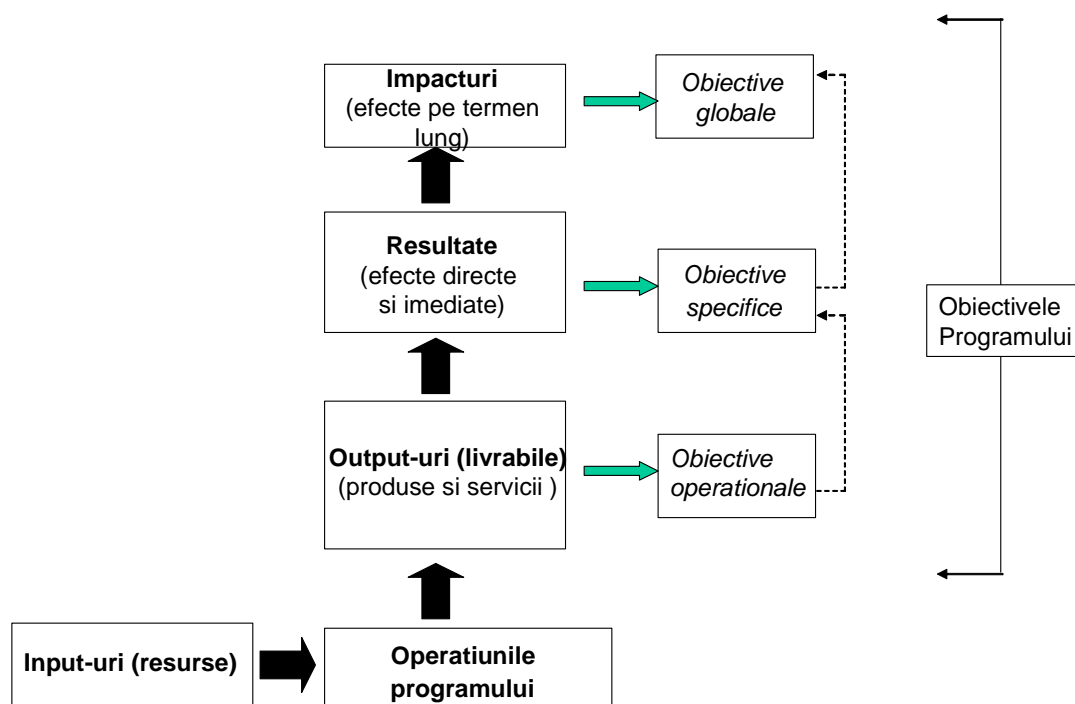 Impacturi
(efecte pe termen
lung)
Obiective
globale
Resultate
(efecte directe
si imediate)
Obiective
specifice
Obiectivele
Programului
Output-uri (livrabile)
(produse si servicii )
Obiective
operationale
Input-uri (resurse)
Operatiunile
programului